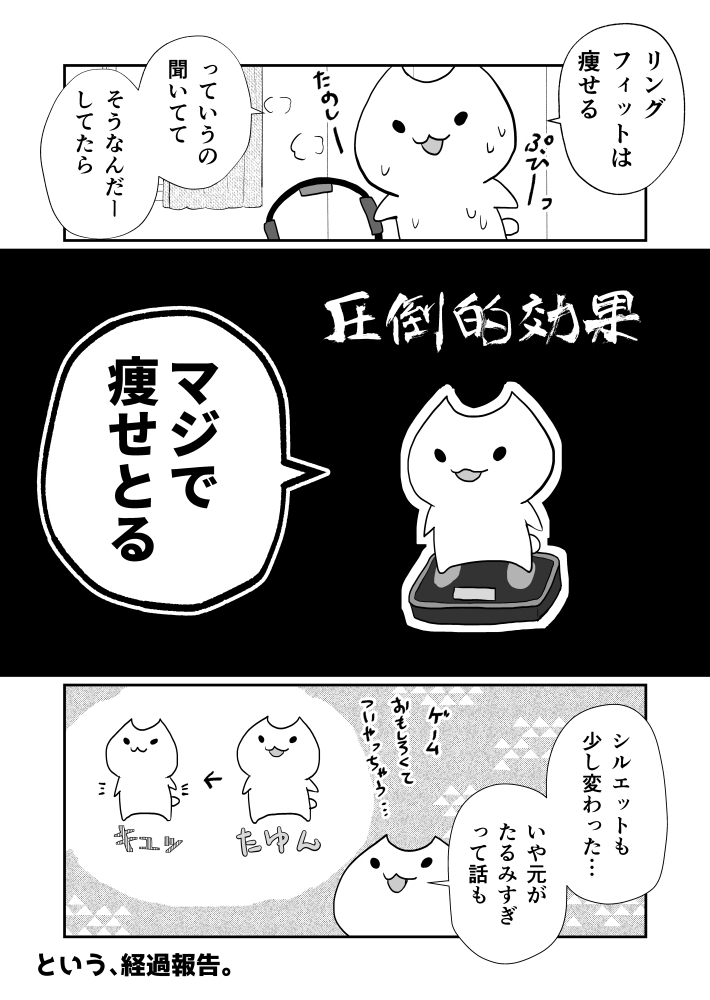 リング
フィットは
痩せる
ぷぴーっ
たのしー
っていうの
聞いてて
そうなんだー
してたら
圧倒的効果
マジで
痩せとる
シルエットも
少し変わった…
いや元が
たるみすぎ
って話も
ゲーム
おもしろくて
ついやっちゃう…
たゆん
←
キュッ
という、経過報告。